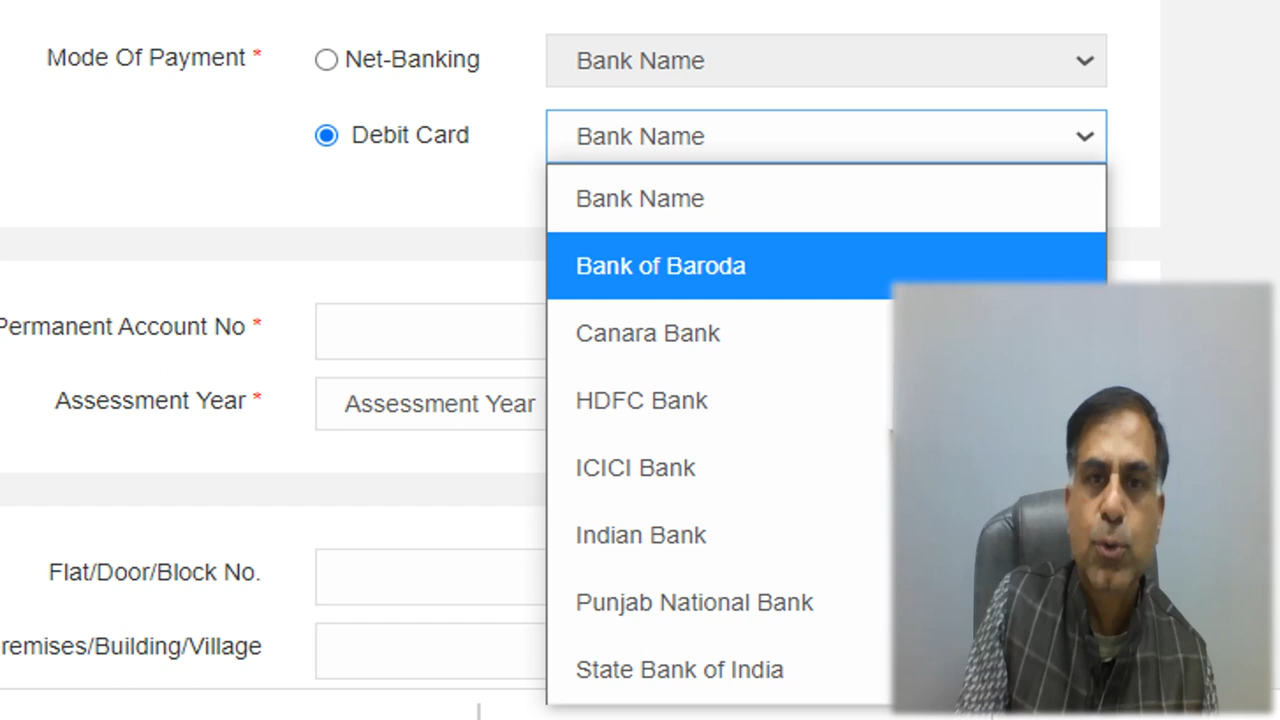 Mode Of Payment *
Net-Banking
Bank Name
Debit Card
Bank Name
Bank Name
Bank of Baroda
Permanent Account No *
Canara Bank
Assessment Year *
Assessment Year
HDFC Bank
ICICI Bank
Indian Bank
Flat/Door/Block No.
Punjab National Bank
remises/Building/Village
State Bank of India